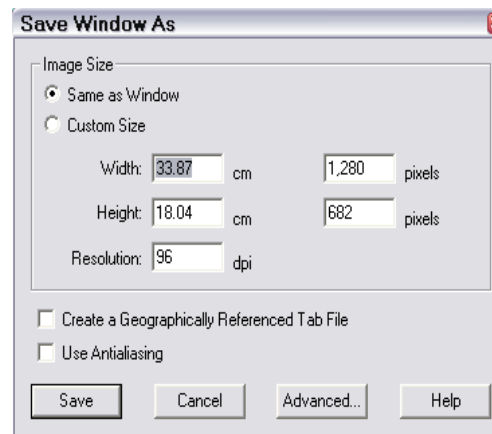 Save Window As
Image Size
Same as Window
Custom Size
Width: 33.87 cm 1,280 pixels
Height: 18.04 cm 682 pixels
Resolution: 96 dpi
Create a Geographically Referenced Tab File
Use Antialiasing
Save Cancel Advanced... Help